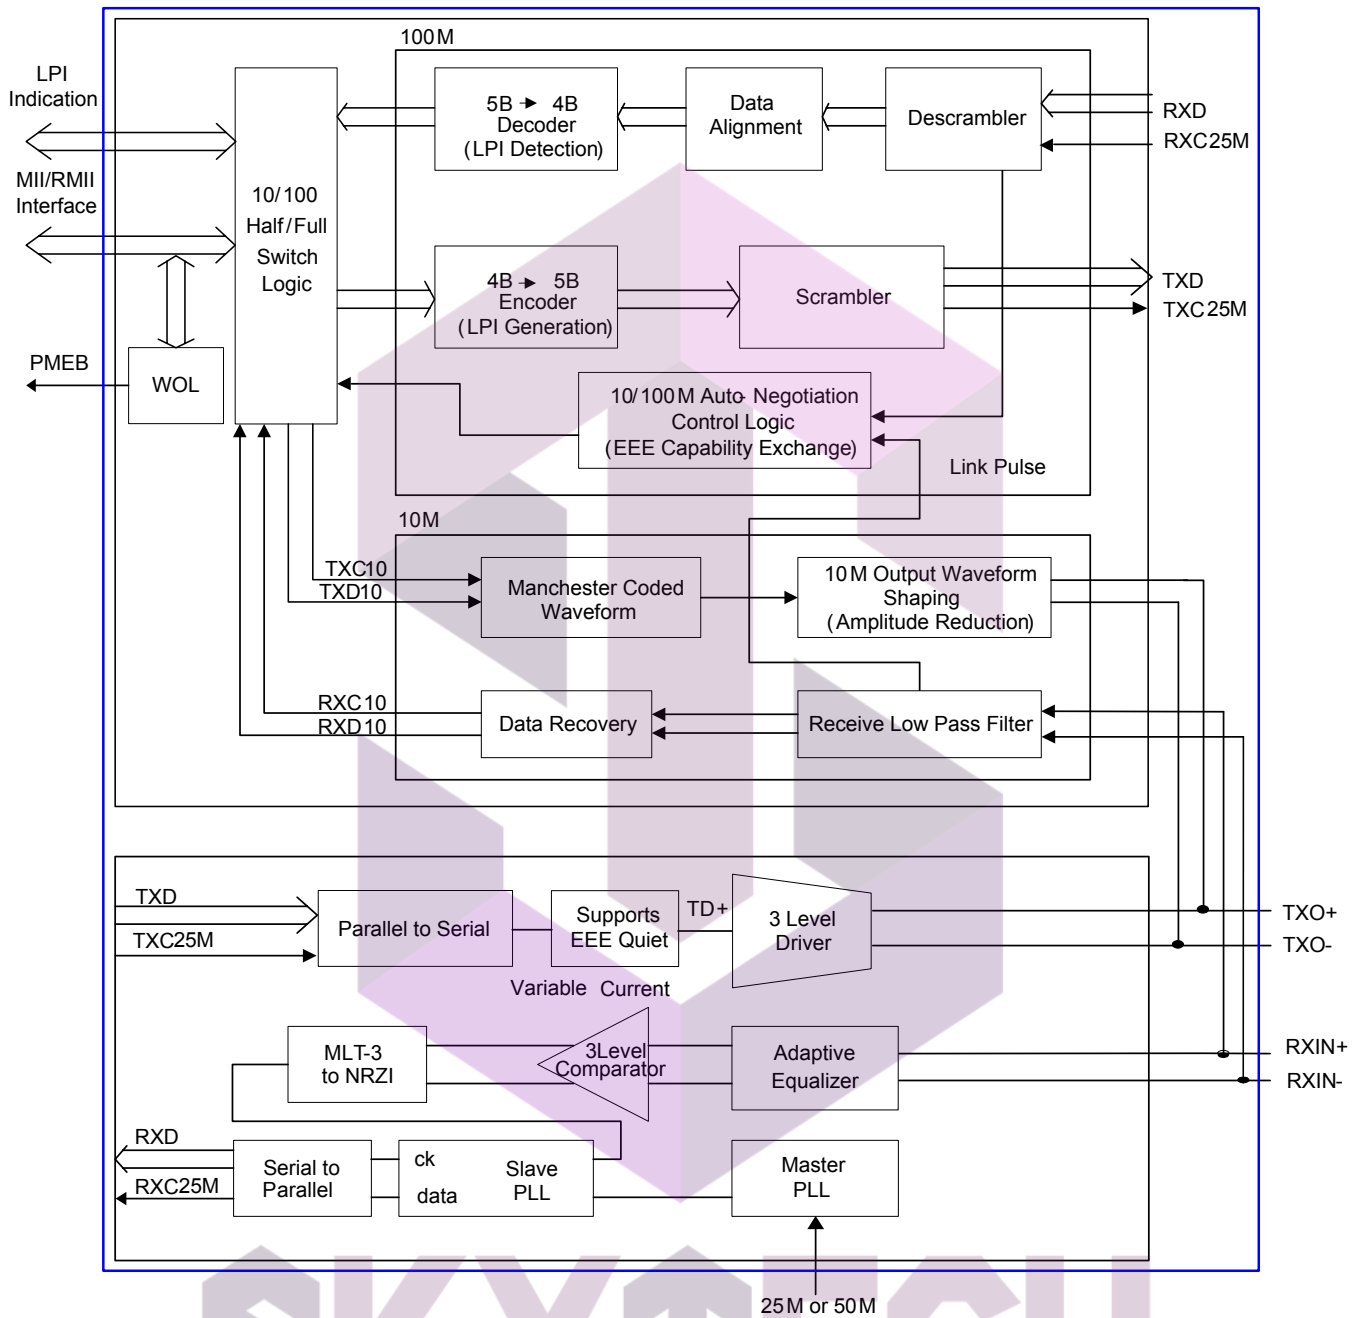 100M
LPI
Indication
MII/RMII
Interface
10/100
Half/Full
Switch
Logic
5B → 4B
Decoder
(LPI Detection)
Data
Alignment
Descrambler
RXD
RXC25M
4B → 5B
Encoder
(LPI Generation)
Scrambler
TXD
TXC25M
PMEB
WOL
10/100M Auto- Negotiation
Control Logic
(EEE Capability Exchange)
Link Pulse
10M
TXC10
TXD10
Manchester Coded
Waveform
10M Output Waveform
Shaping
(Amplitude Reduction)
RXC10
RXD10
Data Recovery
Receive Low Pass Filter
TXD
TXC25M
Parallel to Serial
Supports
EEE Quiet
TD+
3 Level
Driver
TXO+
TXO-
Variable Current
MLT-3
to NRZI
3Level
Comparator
Adaptive
Equalizer
RXIN+
RXIN-
RXD
RXC25M
Serial to
Parallel
ck
data
Slave
PLL
Master
PLL
25M or 50M